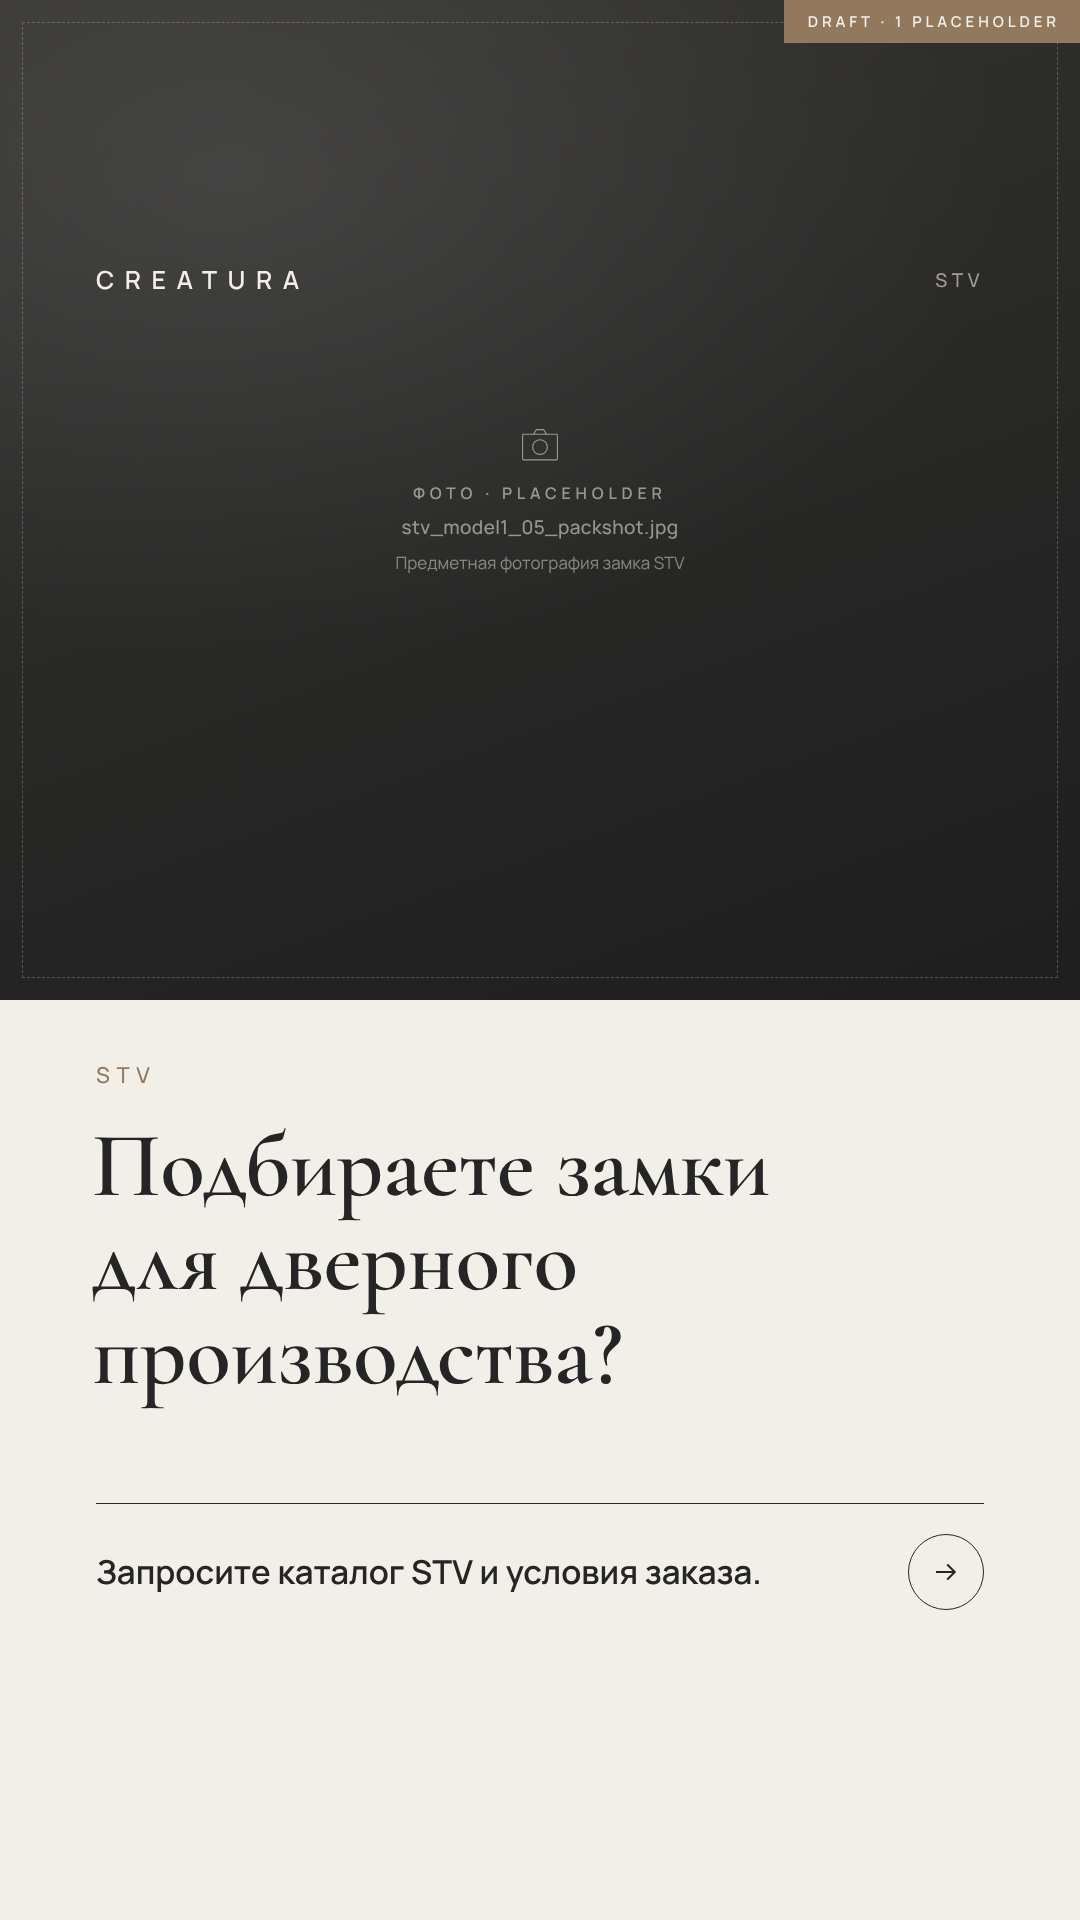 DRAFT · 1 PLACEHOLDER
CREATURA
STV
ФОТО · PLACEHOLDER
stv_model1_05_packshot.jpg
Предметная фотография замка STV
STV
Подбираете замки
для дверного
производства?
Запросите каталог STV и условия заказа.